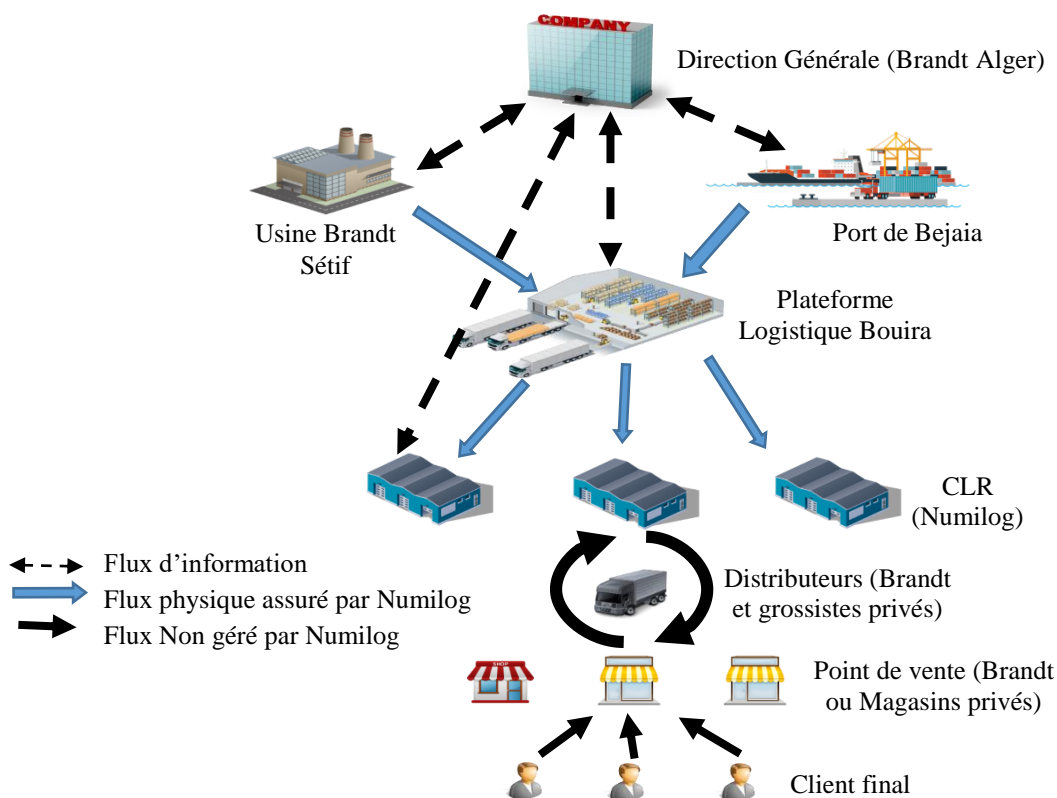 COMPANY
Direction Générale (Brandt Alger)
Usine Brandt
Sétif
Port de Bejaia
Plateforme
Logistique Bouira
CLR
(Numilog)
Flux d’information
Flux physique assuré par Numilog
Flux Non géré par Numilog
Distributeurs (Brandt
et grossistes privés)
SHOP
Point de vente (Brandt
ou Magasins privés)
Client final